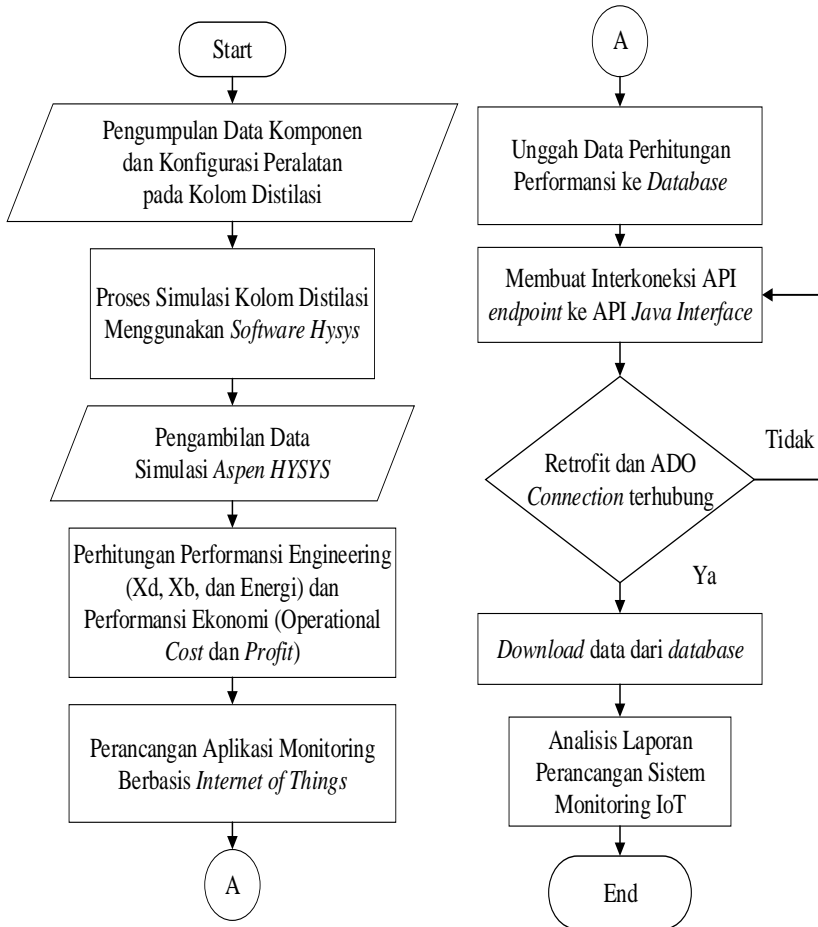 Start
Pengumpulan Data Komponen
dan Konfigurasi Peralatan
pada Kolom Distilasi
Proses Simulasi Kolom Distilasi
Menggunakan Software Hysys
Pengambilan Data
Simulasi Aspen HYSYS
Perhitungan Performansi Engineering
(Xd, Xb, dan Energi) dan
Performansi Ekonomi (Operational
Cost dan Profit)
Perancangan Aplikasi Monitoring
Berbasis Internet of Things
A
A
Unggah Data Perhitungan
Performansi ke Database
Membuat Interkoneksi API
endpoint ke API Java Interface
Retrofit dan ADO
Connection terhubung
Tidak
Ya
Download data dari database
Analisis Laporan
Perancangan Sistem
Monitoring IoT
End